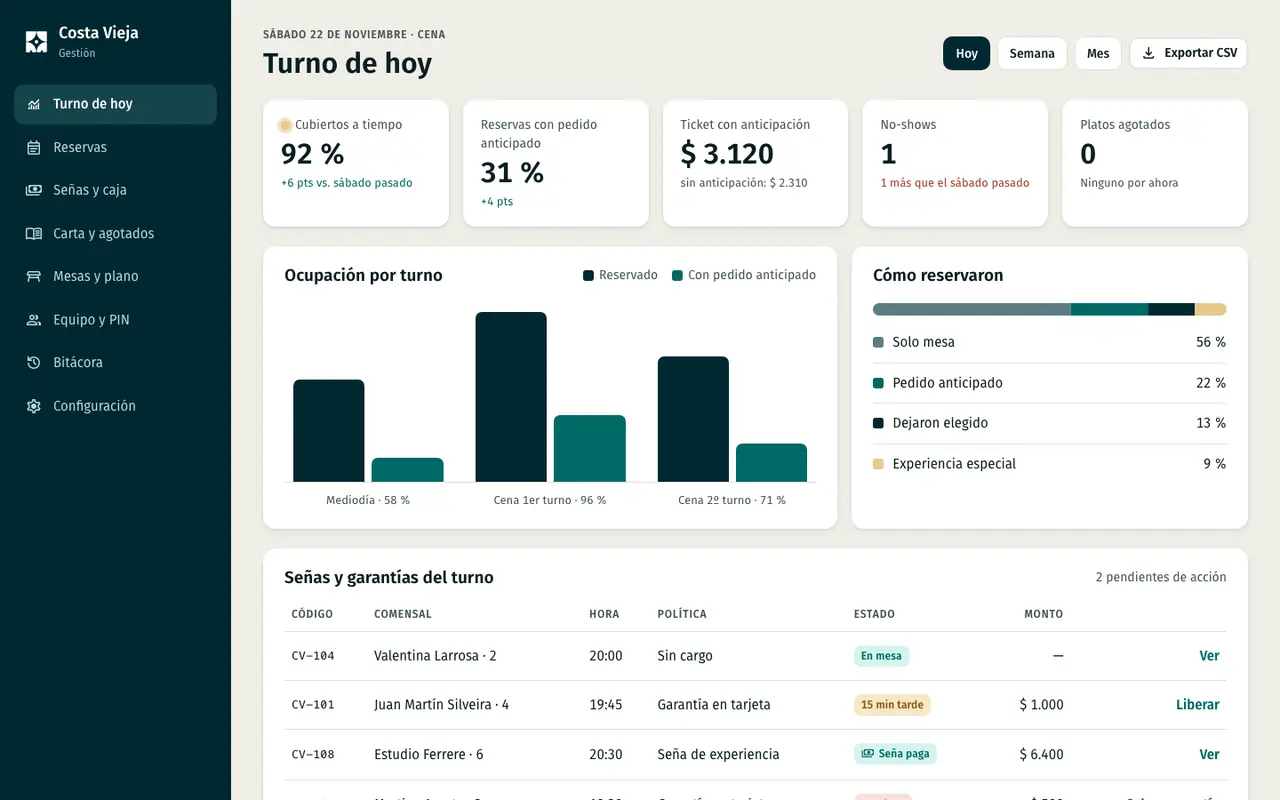 Costa Vieja
Gestión
Turno de hoy
Reservas
Señas y caja
Carta y agotados
Mesas y plano
Equipo y PIN
Bitácora
Configuración
SÁBADO 22 DE NOVIEMBRE · CENA
Turno de hoy
Hoy
Semana
Mes
Exportar CSV
Cubiertos a tiempo
92 %
+6 pts vs. sábado pasado
Reservas con pedido
anticipado
31 %
+4 pts
Ticket con anticipación
$ 3.120
sin anticipación: $ 2.310
No-shows
1
1 más que el sábado pasado
Platos agotados
0
Ninguno por ahora
Ocupación por turno
Reservado
Con pedido anticipado
Mediodía · 58 %
Cena 1er turno · 96 %
Cena 2º turno · 71 %
Cómo reservaron
Solo mesa 56 %
Pedido anticipado 22 %
Dejaron elegido 13 %
Experiencia especial 9 %
Señas y garantías del turno
2 pendientes de acción
CÓDIGO COMENSAL HORA POLÍTICA ESTADO MONTO
CV-104 Valentina Larrosa · 2 20:00 Sin cargo En mesa — Ver
CV-101 Juan Martín Silveira · 4 19:45 Garantía en tarjeta 15 min tarde $ 1.000 Liberar
CV-108 Estudio Ferrere · 6 20:30 Seña de experiencia Seña paga $ 6.400 Ver